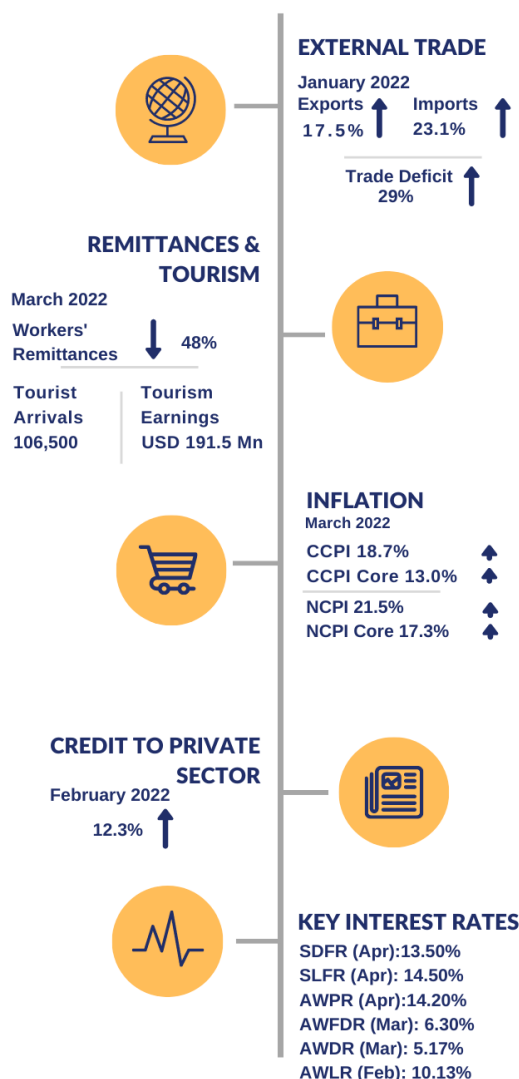 EXTERNAL TRADE
January 2022
Exports Imports
17.5% 23.1%
Trade Deficit
29%
REMITTANCES &
TOURISM
March 2022
Workers'
Remittances
48%
Tourist
Arrivals
106,500
Tourism
Earnings
USD 191.5 Mn
INFLATION
March 2022
CCPI 18.7%
CCPI Core 13.0%
NCPI 21.5%
NCPI Core 17.3%
CREDIT TO PRIVATE
SECTOR
February 2022
12.3%
KEY INTEREST RATES
SDFR (Apr):13.50%
SLFR (Apr): 14.50%
AWPR (Apr):14.20%
AWFDR (Mar): 6.30%
AWDR (Mar): 5.17%
AWLR (Feb): 10.13%